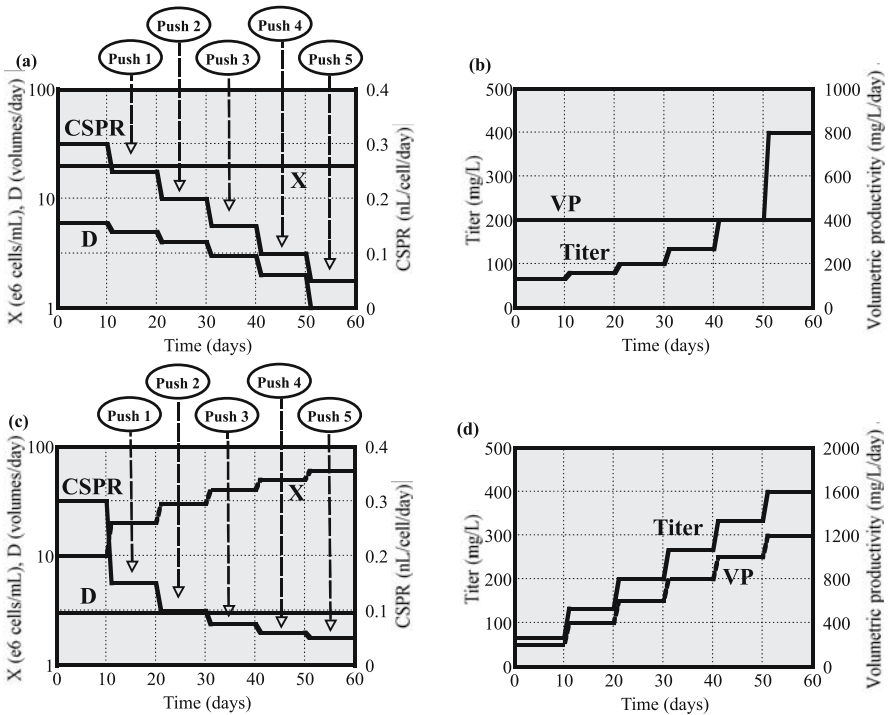 Push 2
Push 4
(a)
Push 1
Push 3
Push 5
(b)
100
0.4
500
1000
CSPR
0.3
400
800
X
10
0.2
300
600
VP
200
400
D
0.1
Titer
100
200
1
0
0
0
0 10 20 30 40 50 60
0 10 20 30 40 50 60
Time (days)
Time (days)
X (e6 cells/mL), D (volumes/day)
CSPR (nL/cell/day)
Titer (mg/L)
Volumetric productivity (mg/L/day)
Push 2
Push 4
(c)
Push 1
Push 3
Push 5
(d)
100
0.4
500
2000
CSPR
X
0.3
400
1600
Titer
10
0.2
300
1200
VP
200
800
D
0.1
100
400
1
0
0
0
0 10 20 30 40 50 60
0 10 20 30 40 50 60
Time (days)
Time (days)
X (e6 cells/mL), D (volumes/day)
CSPR (nL/cell/day)
Titer (mg/L)
Volumetric productivity (mg/L/day)